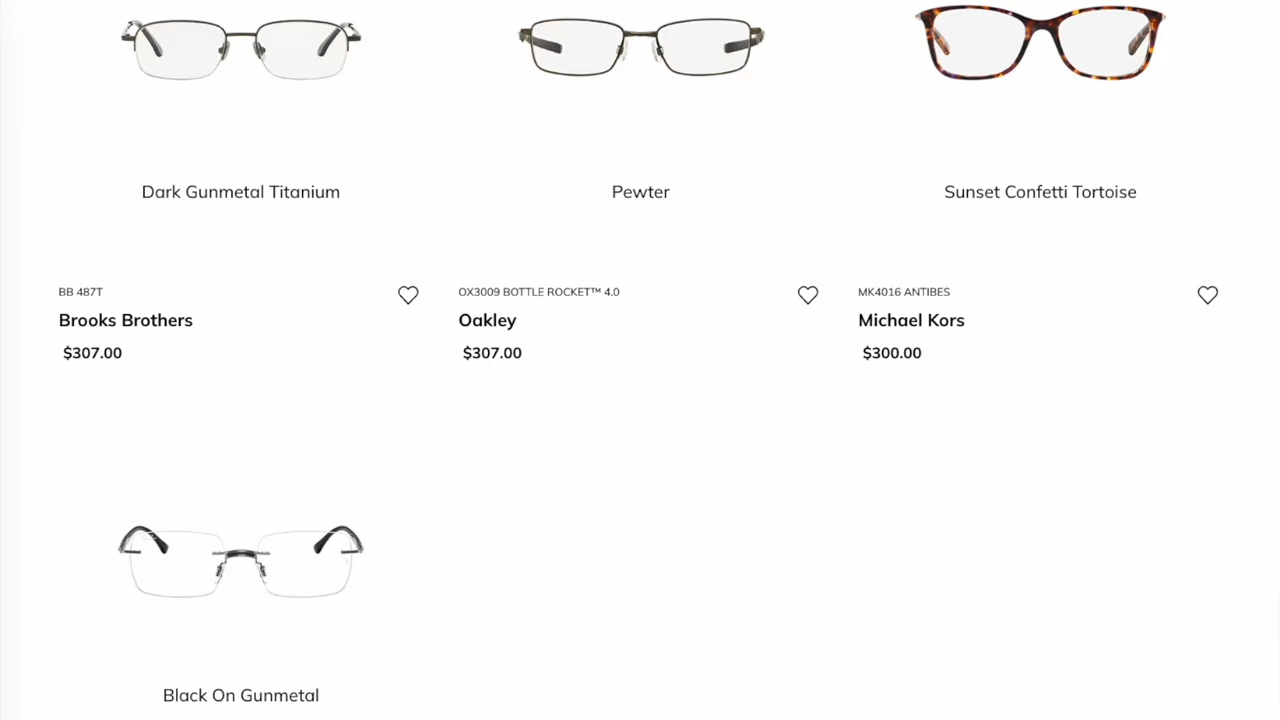 Dark Gunmetal Titanium
Pewter
Sunset Confetti Tortoise
BB 487T
Brooks Brothers
$307.00
OX3009 BOTTLE ROCKET™ 4.0
Oakley
$307.00
MK4016 ANTIBES
Michael Kors
$300.00
Black On Gunmetal